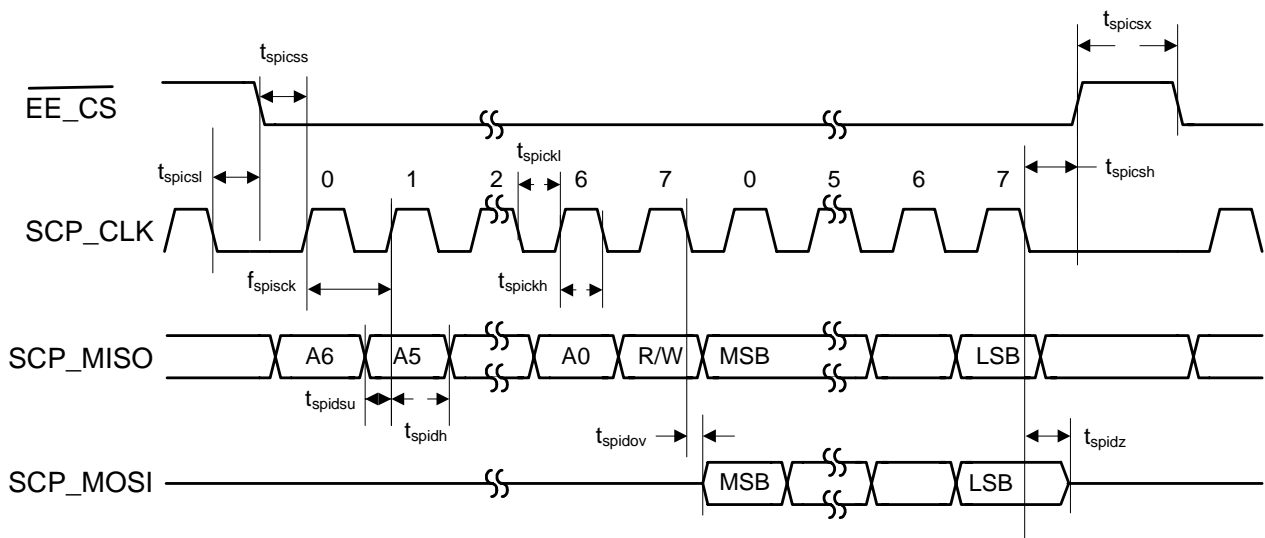 t_spicsx
t_spicss
EE_CS
t_spickl
t_spicsl
0 1 2 6 7 0 5 6 7
t_spicsh
SCP_CLK
f_spisck
t_spickh
SCP_MISO
A6 A5 A0 R/W MSB LSB
t_spidsu
t_spidh
t_spidov
t_spidz
SCP_MOSI
MSB LSB